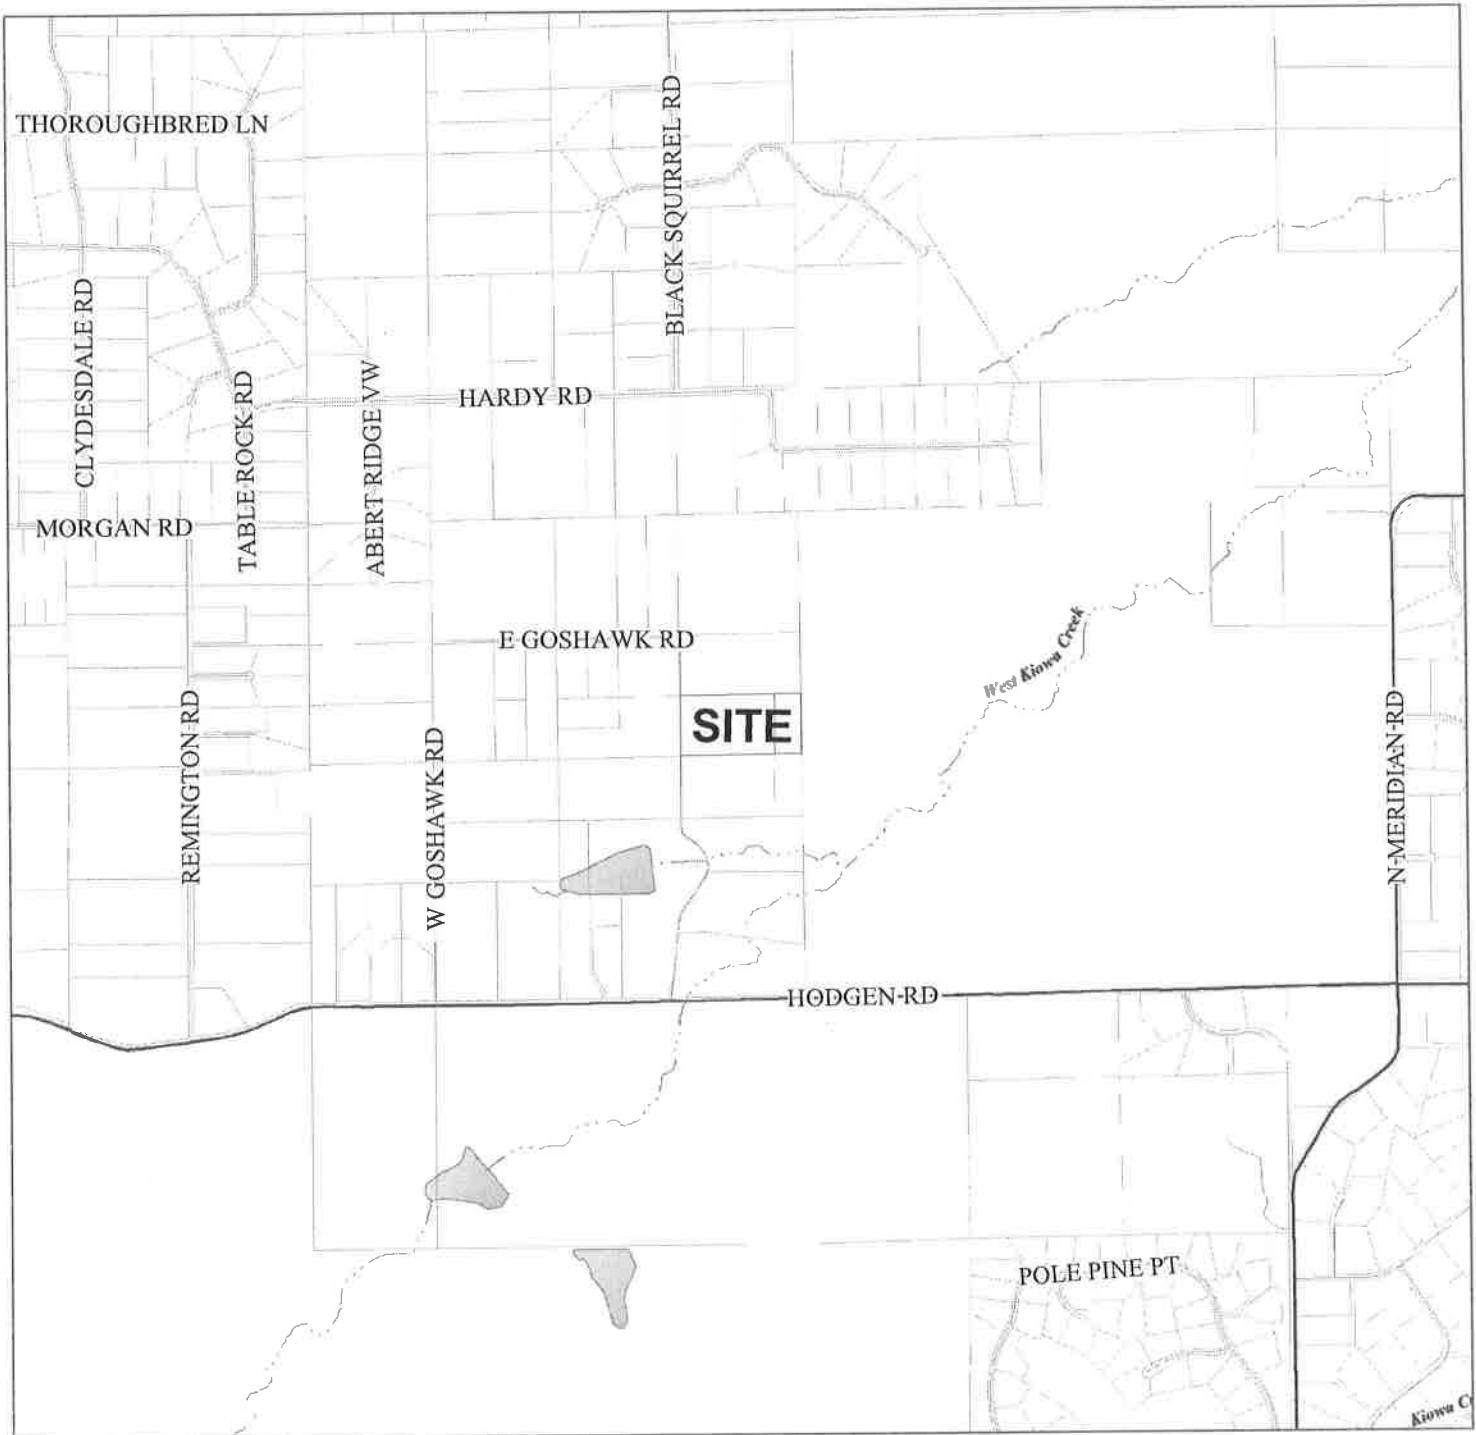 THOROUGHBRED LN
BLACK SQUIRREL RD
CLYDESDALE RD
TABLE ROCK RD
ABERT RIDGE VW
HARDY RD
MORGAN RD
E GOSHAWK RD
West Kiowa Creek
SITE
REMINGTON RD
W GOSHAWK RD
N MERIDIAN RD
HODGEN RD
POLE PINE PT
Kiowa C